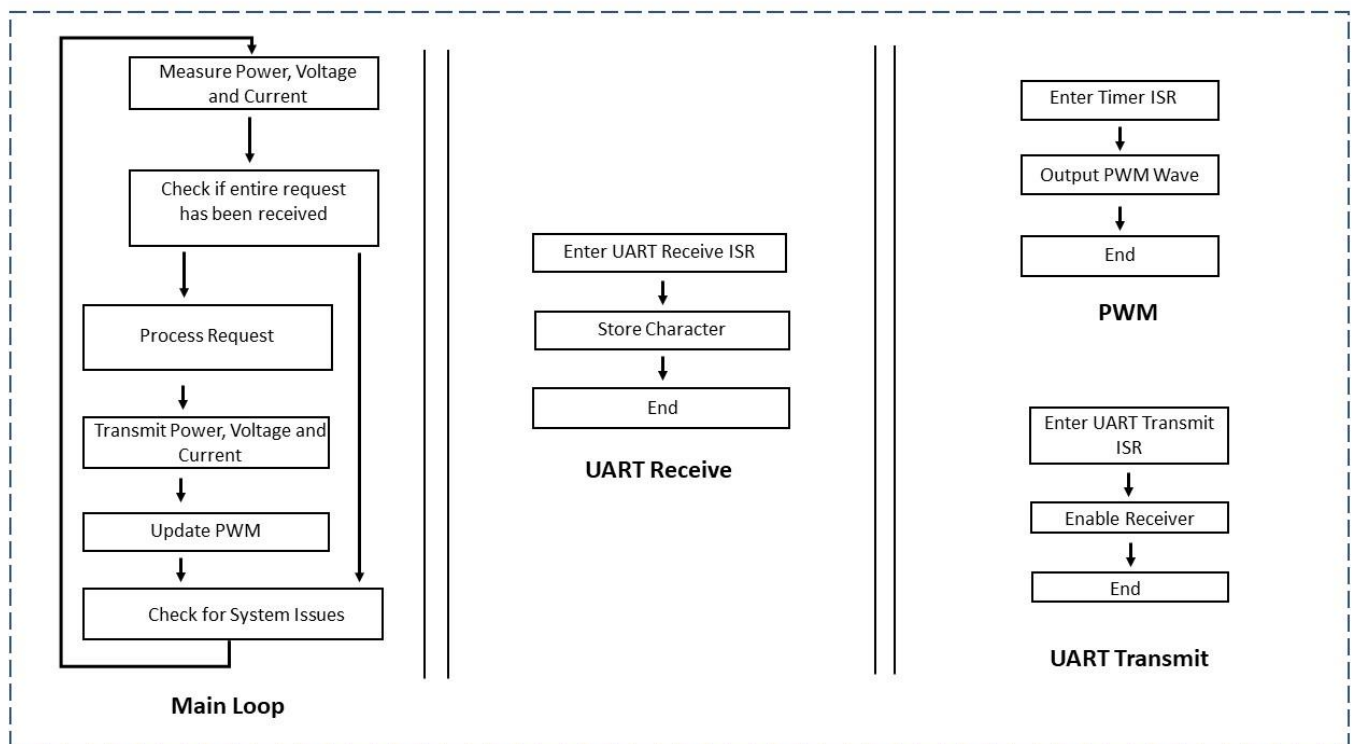 Measure Power, Voltage
and Current
Check if entire request
has been received
Process Request
Transmit Power, Voltage and
Current
Update PWM
Check for System Issues
Main Loop
Enter UART Receive ISR
Store Character
End
UART Receive
Enter Timer ISR
Output PWM Wave
End
PWM
Enter UART Transmit
ISR
Enable Receiver
End
UART Transmit